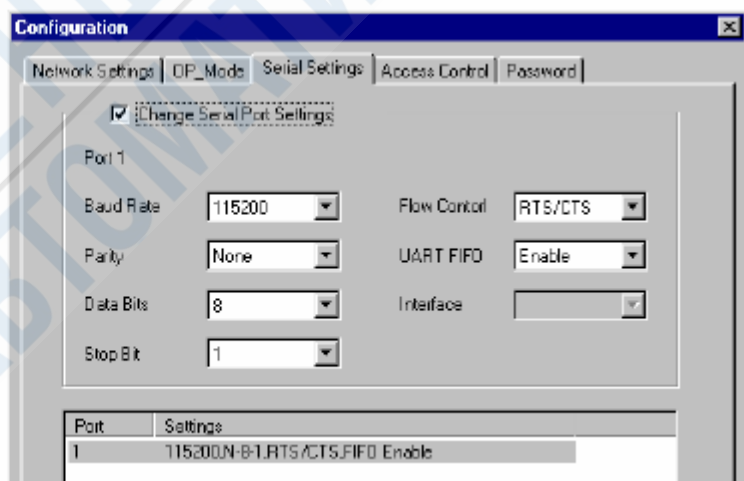 Configuration
Network Settings OP_Mode Serial Settings Access Control Password
Change Serial Port Settings
Port 1
Baud Rate 115200 Flow Contorl RTS/CTS
Parity None UART FIFO Enable
Data Bits 8 Interface
Stop Bit 1
Port Settings
1 115200,N-8-1,RTS/CTS,FIFO Enable